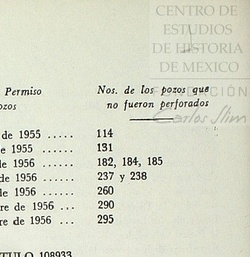 CENTRO DE
ESTUDIOS
DE HISTORIA
DE MEXICO
FUNDACIÓN
Carlos Slim
Permiso
Nos. de los pozos que
ozos
no fueron perforados
de 1955 ..... 114
e 1955 ..... 131
de 1956 ..... 182, 184, 185
de 1956 ..... 237 y 238
e 1956 ..... 260
re de 1956 ... 290
re de 1956 ... 295
TULO 108933